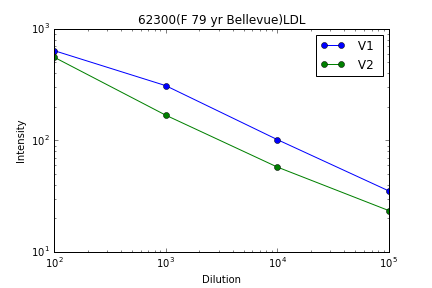 62300(F 79 yr Bellevue)LDL
10³
10²
10¹
Intensity
V1
V2
10² 10³ 10⁴ 10⁵
Dilution